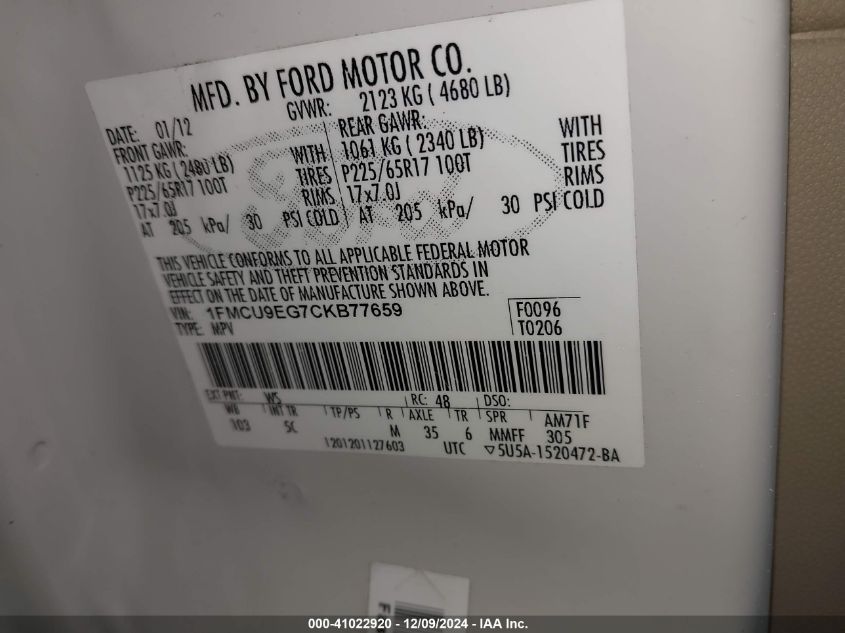 MFD. BY FORD MOTOR CO.
DATE: 01/12 GVWR: 2123 KG ( 4680 LB)
FRONT GAWR: REAR GAWR:
1125 KG (2480 LB) WITH 1061 KG ( 2340 LB) WITH
P225/65R17 100T TIRES P225/65R17 100T TIRES
17x7.0J RIMS 17x7.0J RIMS
AT 205 kPa/ 30 PSI COLD AT 205 kPa/ 30 PSI COLD
THIS VEHICLE CONFORMS TO ALL APPLICABLE FEDERAL MOTOR
VEHICLE SAFETY AND THEFT PREVENTION STANDARDS IN
EFFECT ON THE DATE OF MANUFACTURE SHOWN ABOVE.
VIN: 1FMCU9EG7CKB77659 F0096
TYPE: MPV T0206
EXT PNT: WS RC: 48 DSO:
WB INT TR TP/PS R AXLE TR SPR AM71F
103 5C M 35 6 MMFF 305
1201201127603 UTC ▽5U5A-1520472-BA
000-41022920 - 12/09/2024 - IAA Inc.